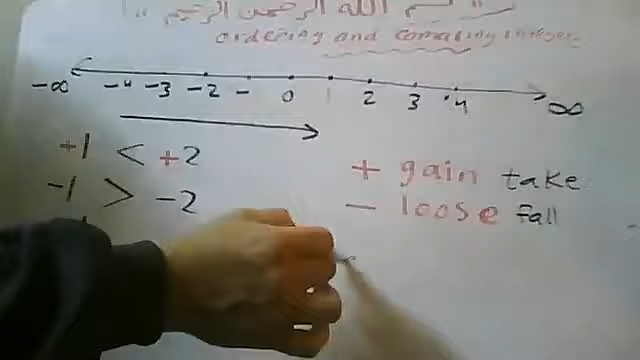 "بسم الله الرحمن الرحيم"
ordering and comparing integers
-∞ -4 -3 -2 - 0 1 2 3 4 ∞
+1 < +2
+ gain take
-1 > -2
- loose fall